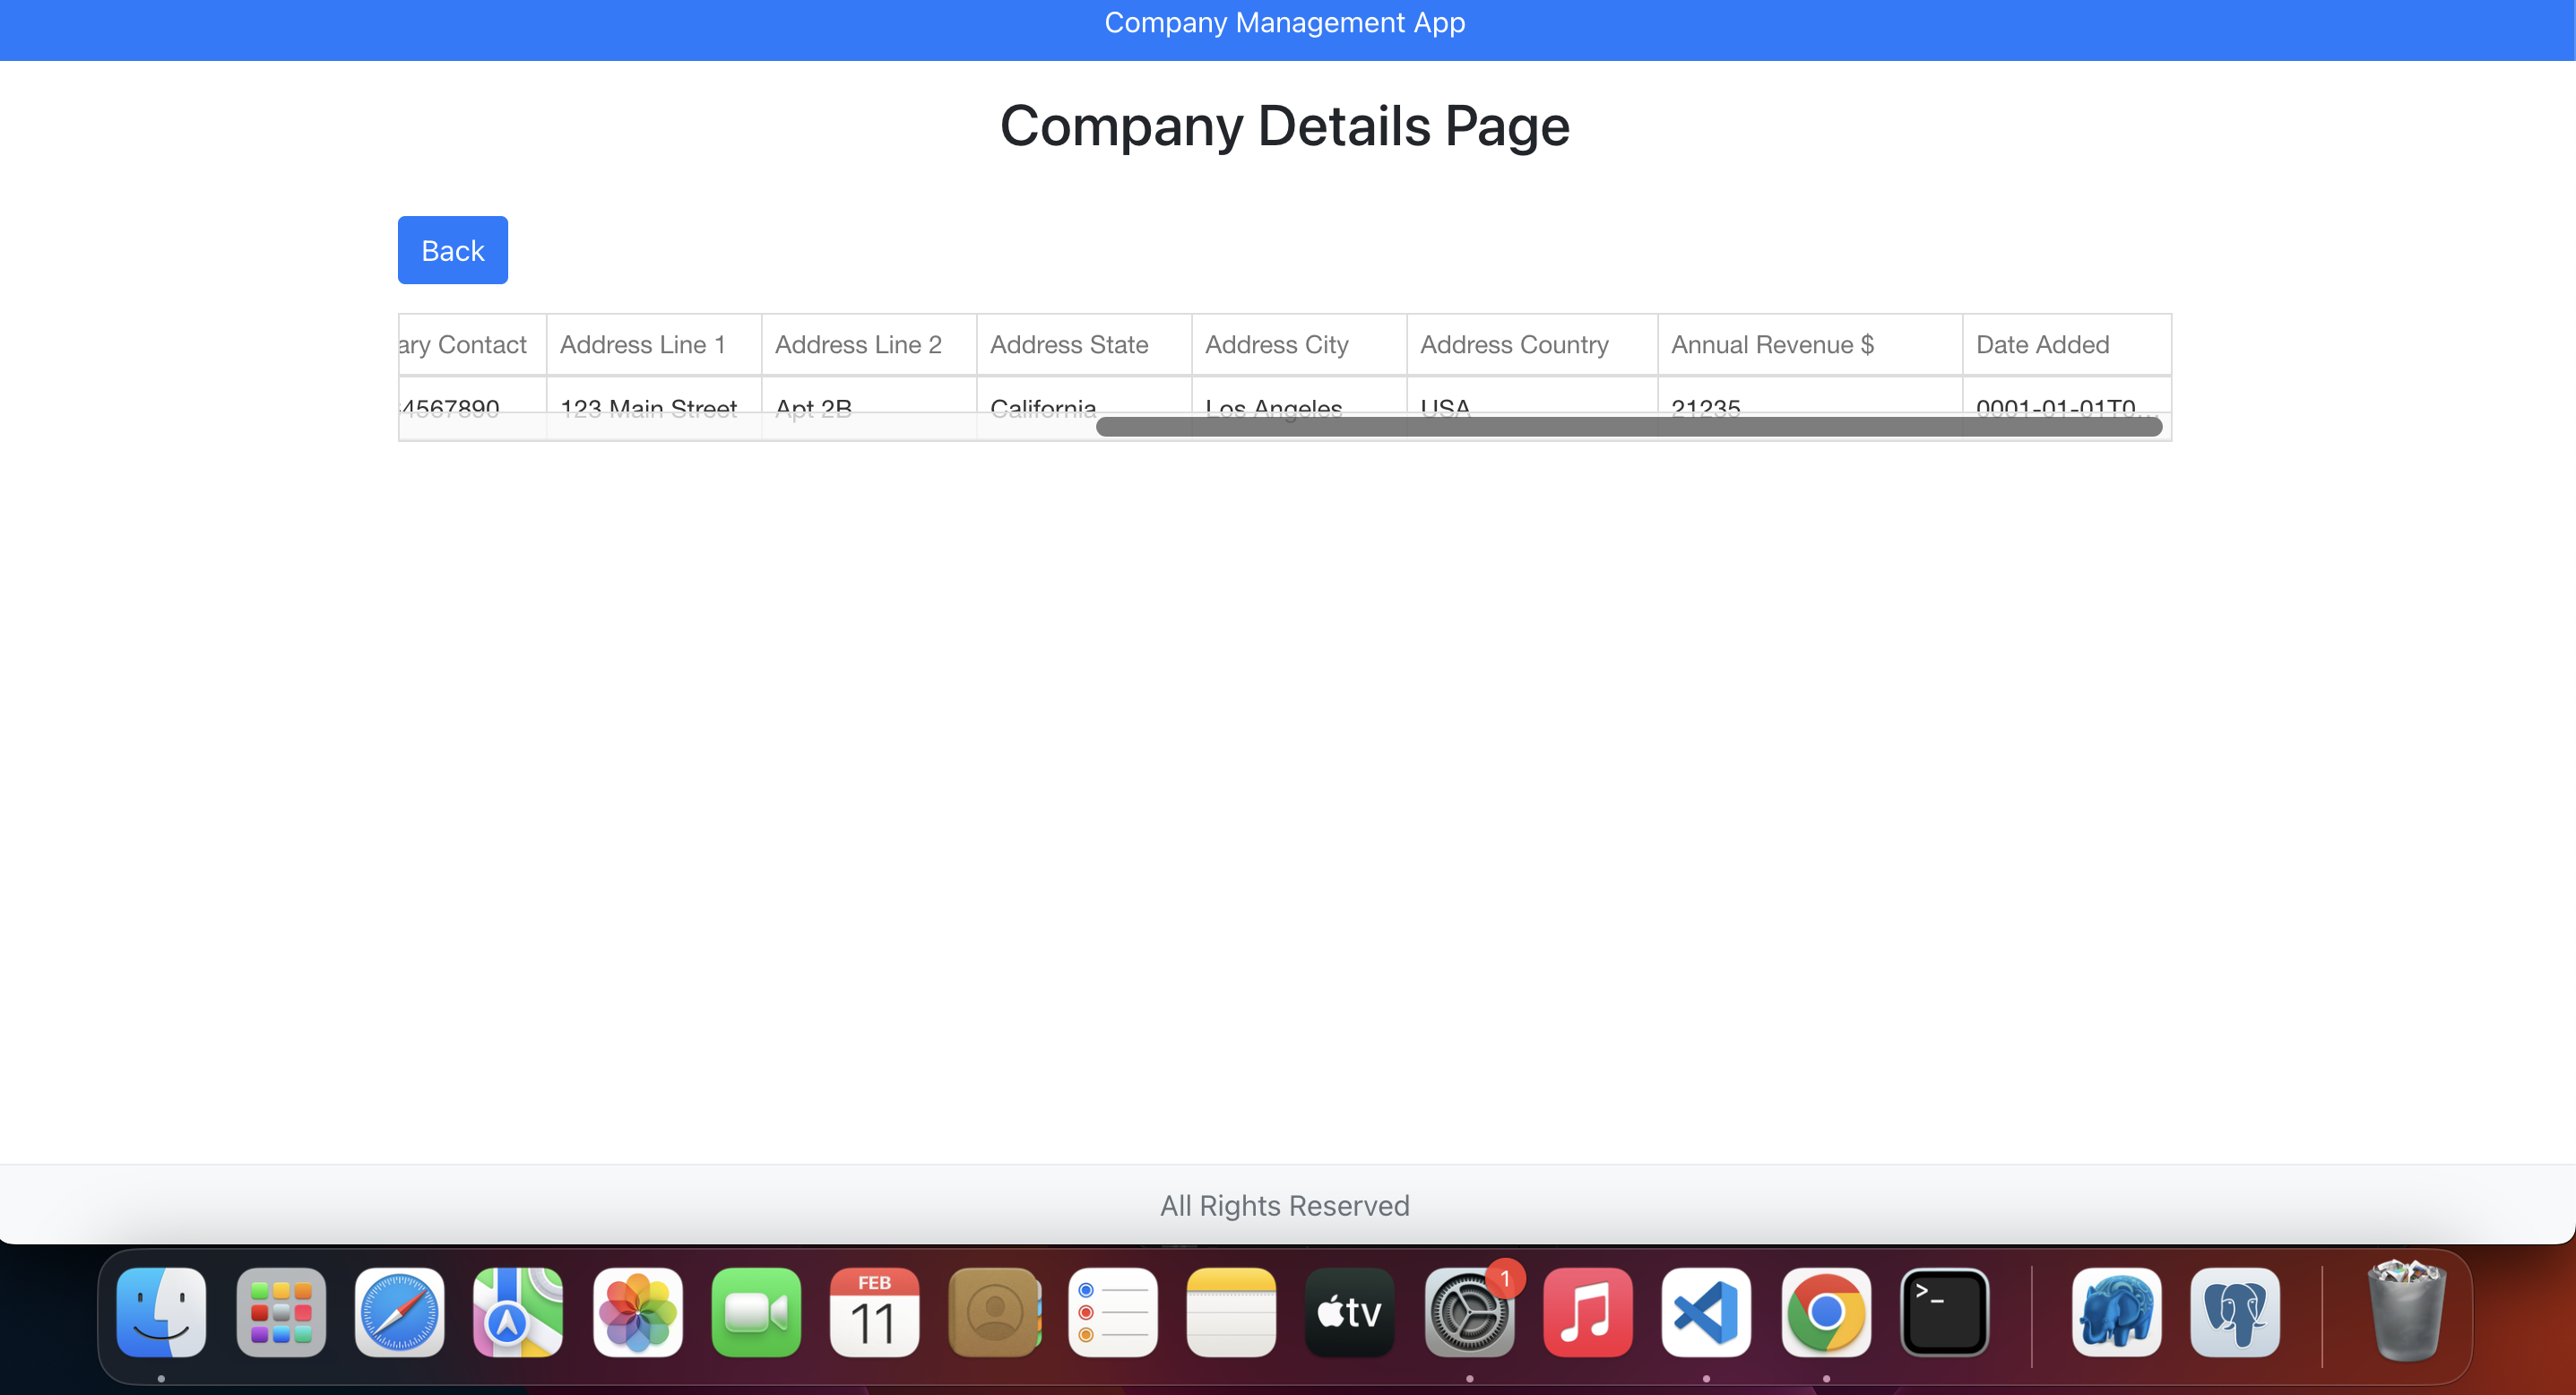 Company Management App
Company Details Page
Back
ary Contact Address Line 1 Address Line 2 Address State Address City Address Country Annual Revenue $ Date Added
4567890 123 Main Street Apt 2B California Los Angeles USA 21235 0001-01-01T0...
All Rights Reserved
FEB
11
tv
1
>_